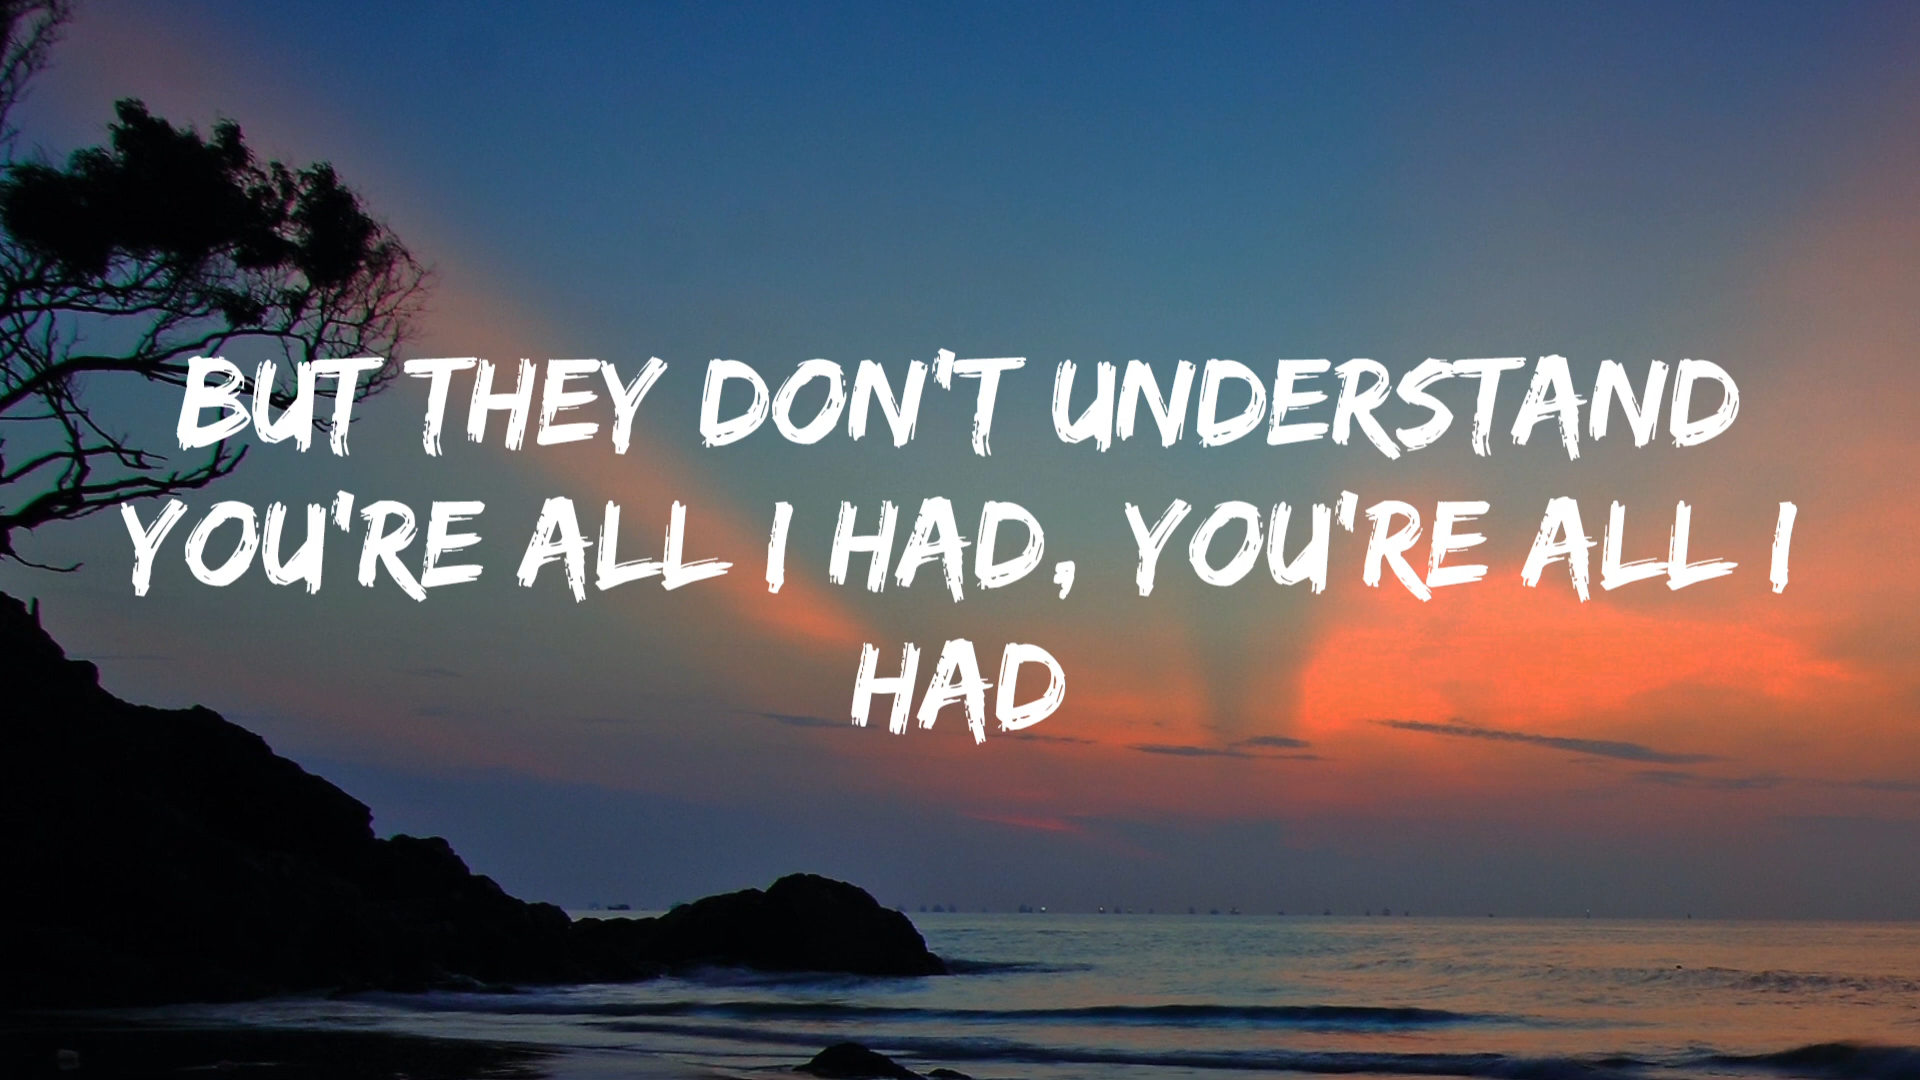 BUT THEY DON'T UNDERSTAND
YOU'RE ALL I HAD, YOU'RE ALL I
HAD